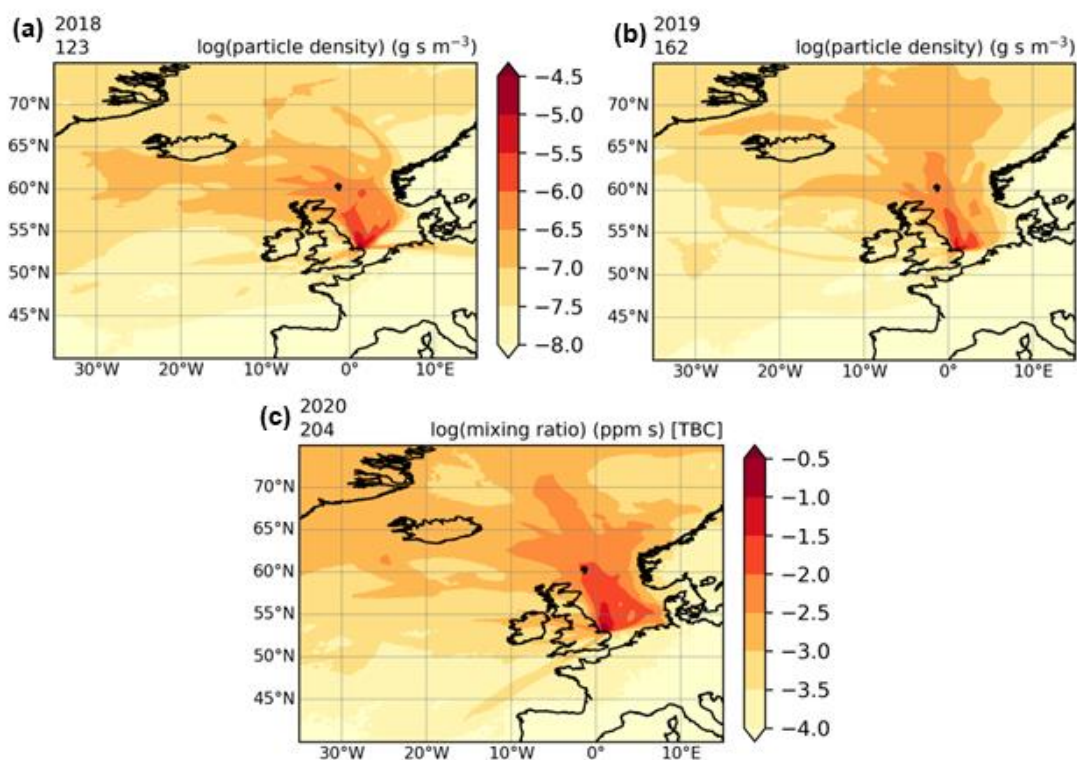 (a) 2018
123 log(particle density) (g s m⁻³)
70°N
65°N
60°N
55°N
50°N
45°N
30°W 20°W 10°W 0° 10°E
−4.5
−5.0
−5.5
−6.0
−6.5
−7.0
−7.5
−8.0
(b) 2019
162 log(particle density) (g s m⁻³)
70°N
65°N
60°N
55°N
50°N
45°N
30°W 20°W 10°W 0° 10°E
(c) 2020
204 log(mixing ratio) (ppm s) [TBC]
70°N
65°N
60°N
55°N
50°N
45°N
30°W 20°W 10°W 0° 10°E
−0.5
−1.0
−1.5
−2.0
−2.5
−3.0
−3.5
−4.0